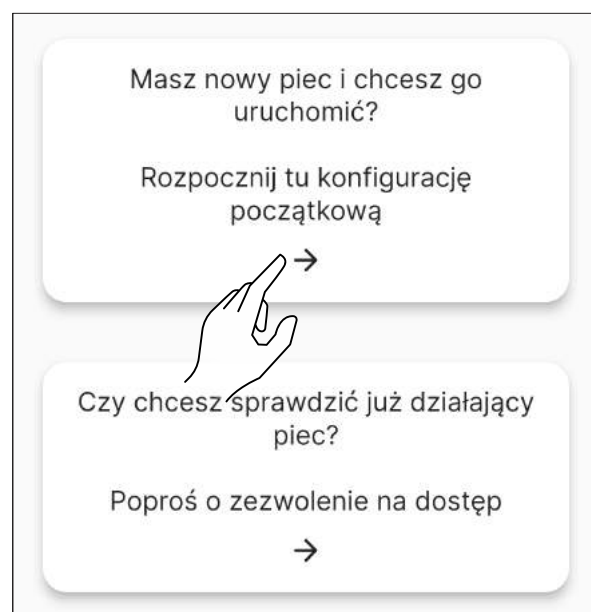 Masz nowy piec i chcesz go
uruchomić?
Rozpocznij tu konfigurację
początkową
→
Czy chcesz sprawdzić już działający
piec?
Poproś o zezwolenie na dostęp
→